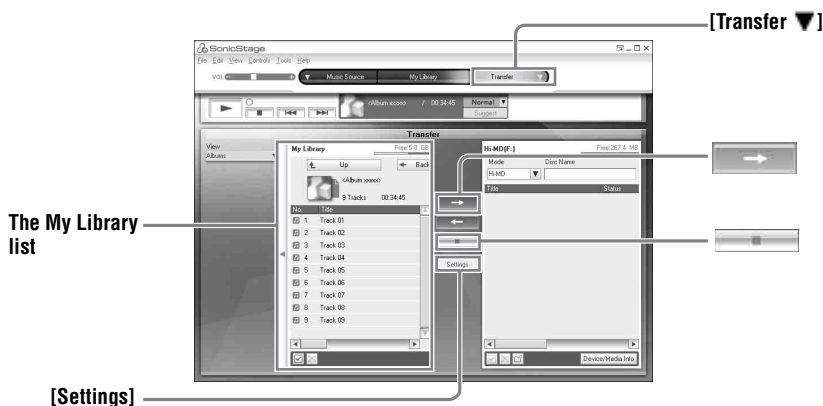 [Transfer ▼]
SonicStage
File Edit View Controls Tools Help
VOL
Music Source My Library Transfer
‹Album xxxxx› / 00:34:45 Normal
Suggest
Transfer
View
Albums
My Library Free:5.8 GB
Up Back
‹Album xxxxx›
9 Tracks 00:34:45
No. Title
1 Track 01
2 Track 02
3 Track 03
4 Track 04
5 Track 05
6 Track 06
7 Track 07
8 Track 08
9 Track 09
Settings
Hi-MD(F:) Free:267.4 MB
Mode Disc Name
Hi-MD
Title Status
Device/Media Info
The My Library
list
[Settings]